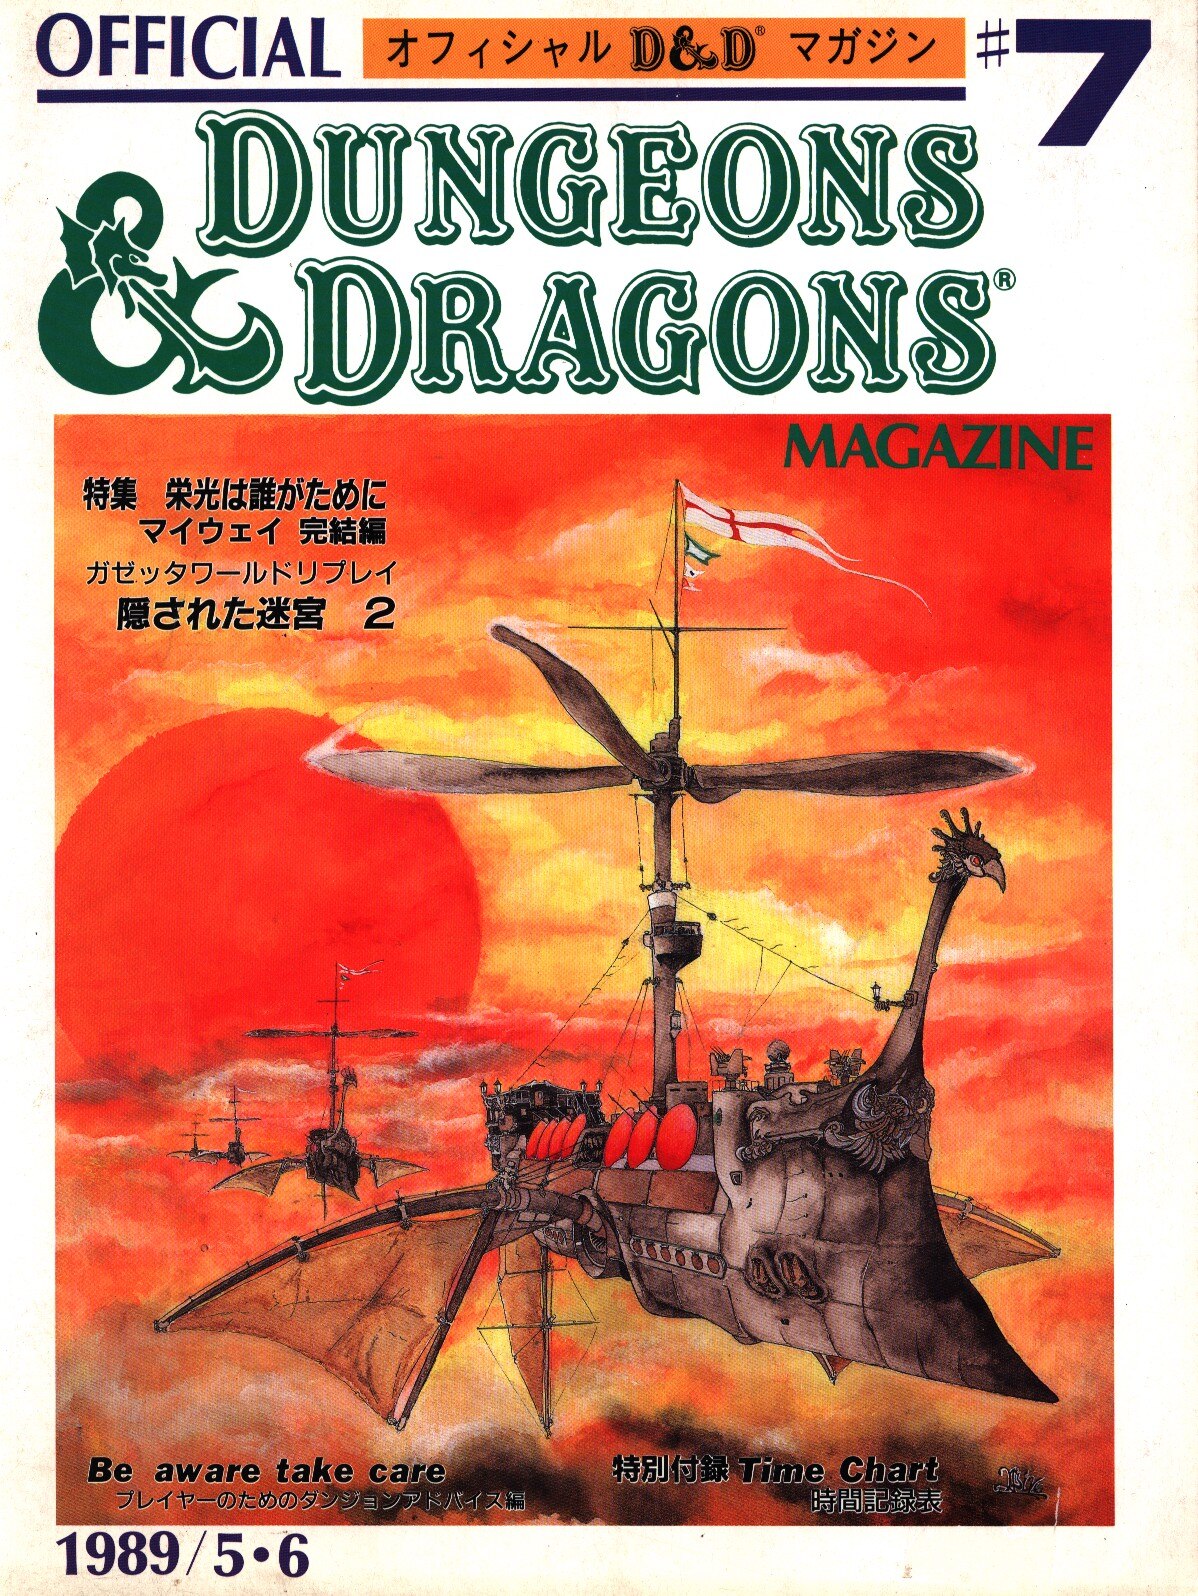 OFFICIAL
オフィシャル D&D® マガジン
#7
DUNGEONS
& DRAGONS®
MAGAZINE
特集 栄光は誰がために
マイウェイ 完結編
ガゼッタワールドリプレイ
隠された迷宮 2
Be aware take care
プレイヤーのためのダンジョンアドバイス編
特別付録 Time Chart
時間記録表
1989/5・6